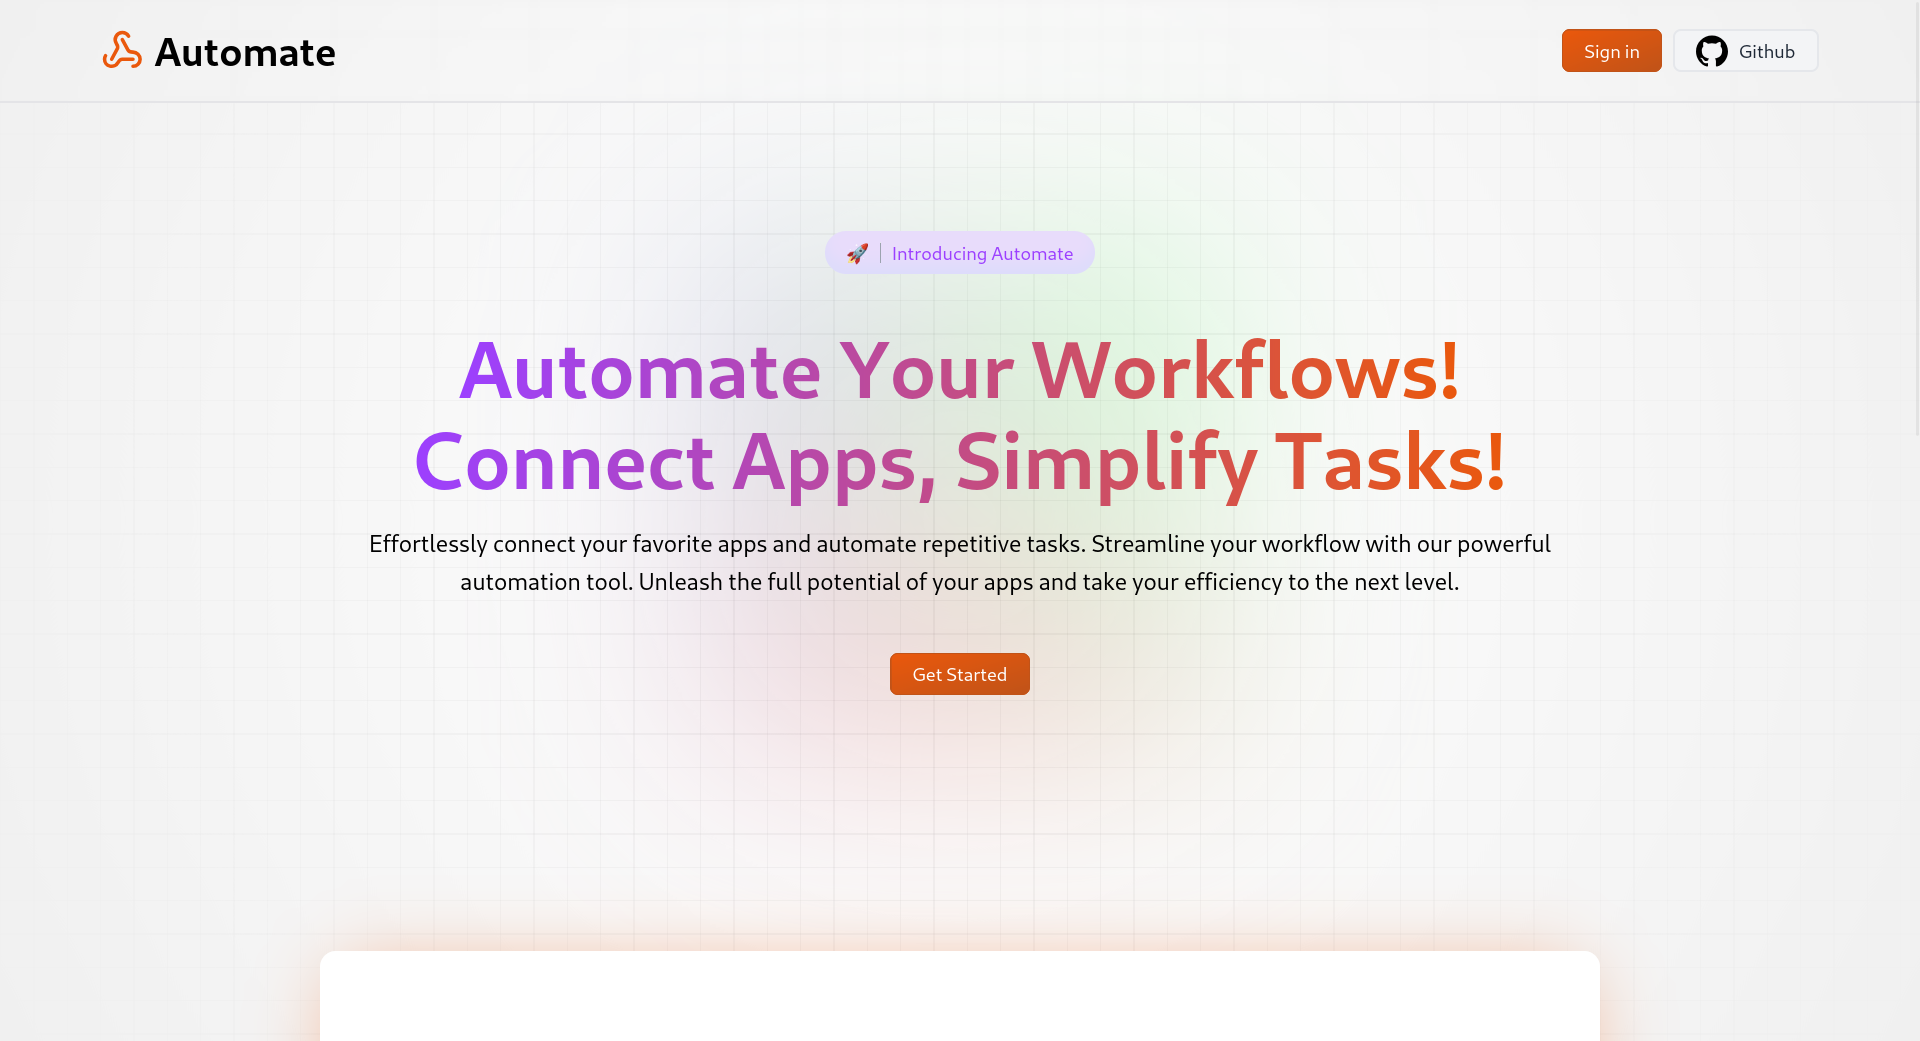 Automate
Sign in
Github
🚀 | Introducing Automate
Automate Your Workflows!
Connect Apps, Simplify Tasks!
Effortlessly connect your favorite apps and automate repetitive tasks. Streamline your workflow with our powerful
automation tool. Unleash the full potential of your apps and take your efficiency to the next level.
Get Started